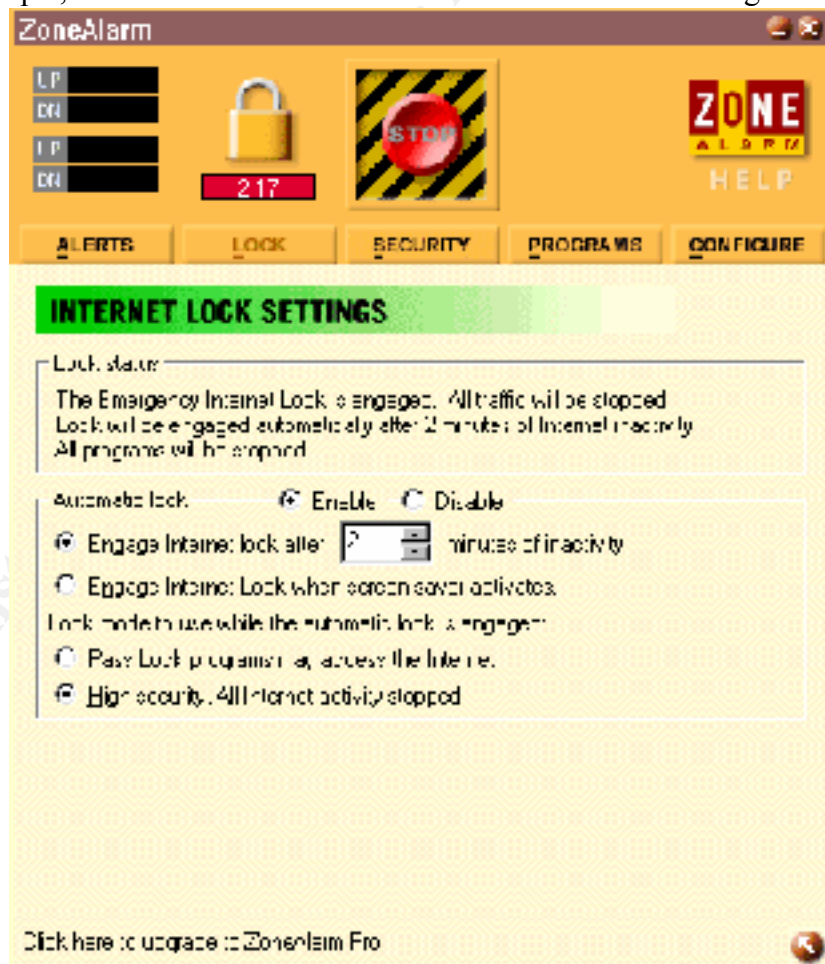 ZoneAlarm
UP
DN
UP
DN
2 17
STOP
ZONE
ALARM
HELP
ALERTS LOCK SECURITY PROGRAMS CONFIGURE
INTERNET LOCK SETTINGS
Lock status
The Emergency Internet Lock is engaged. All traffic will be stopped
Lock will be engaged automatically after 2 minutes of Internet inactivity
All programs will be stopped
Automatic lock Enable Disable
Engage Internet lock after 2 minutes of inactivity
Engage Internet Lock when screen saver activates.
Lock mode to use while the automatic lock is engaged:
Pass Lock programs may access the Internet
High security. All Internet activity stopped
Click here to upgrade to ZoneAlarm Pro